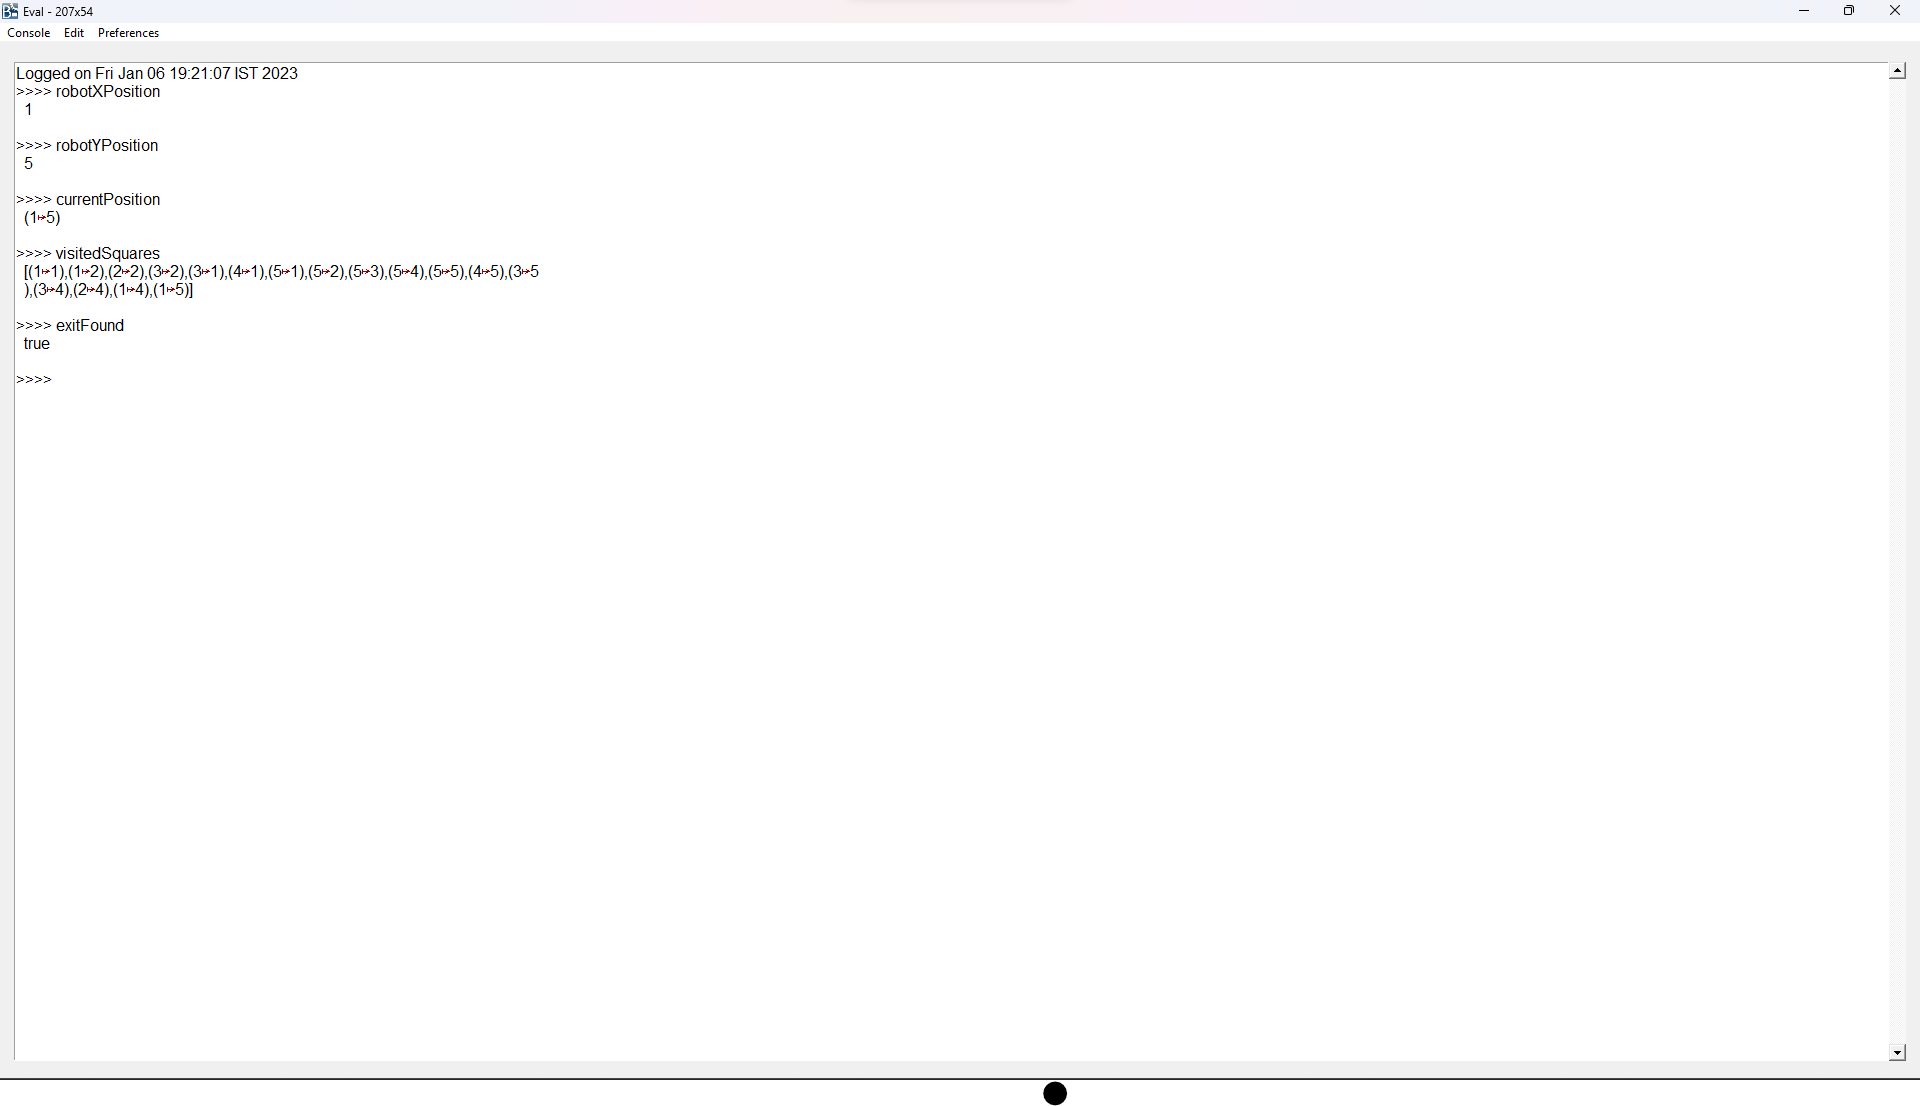 Eval - 207x54
Console Edit Preferences
Logged on Fri Jan 06 19:21:07 IST 2023
>>>> robotXPosition
1
>>>> robotYPosition
5
>>>> currentPosition
(1↦5)
>>>> visitedSquares
[(1↦1),(1↦2),(2↦2),(3↦2),(3↦1),(4↦1),(5↦1),(5↦2),(5↦3),(5↦4),(5↦5),(4↦5),(3↦5
),(3↦4),(2↦4),(1↦4),(1↦5)]
>>>> exitFound
true
>>>>